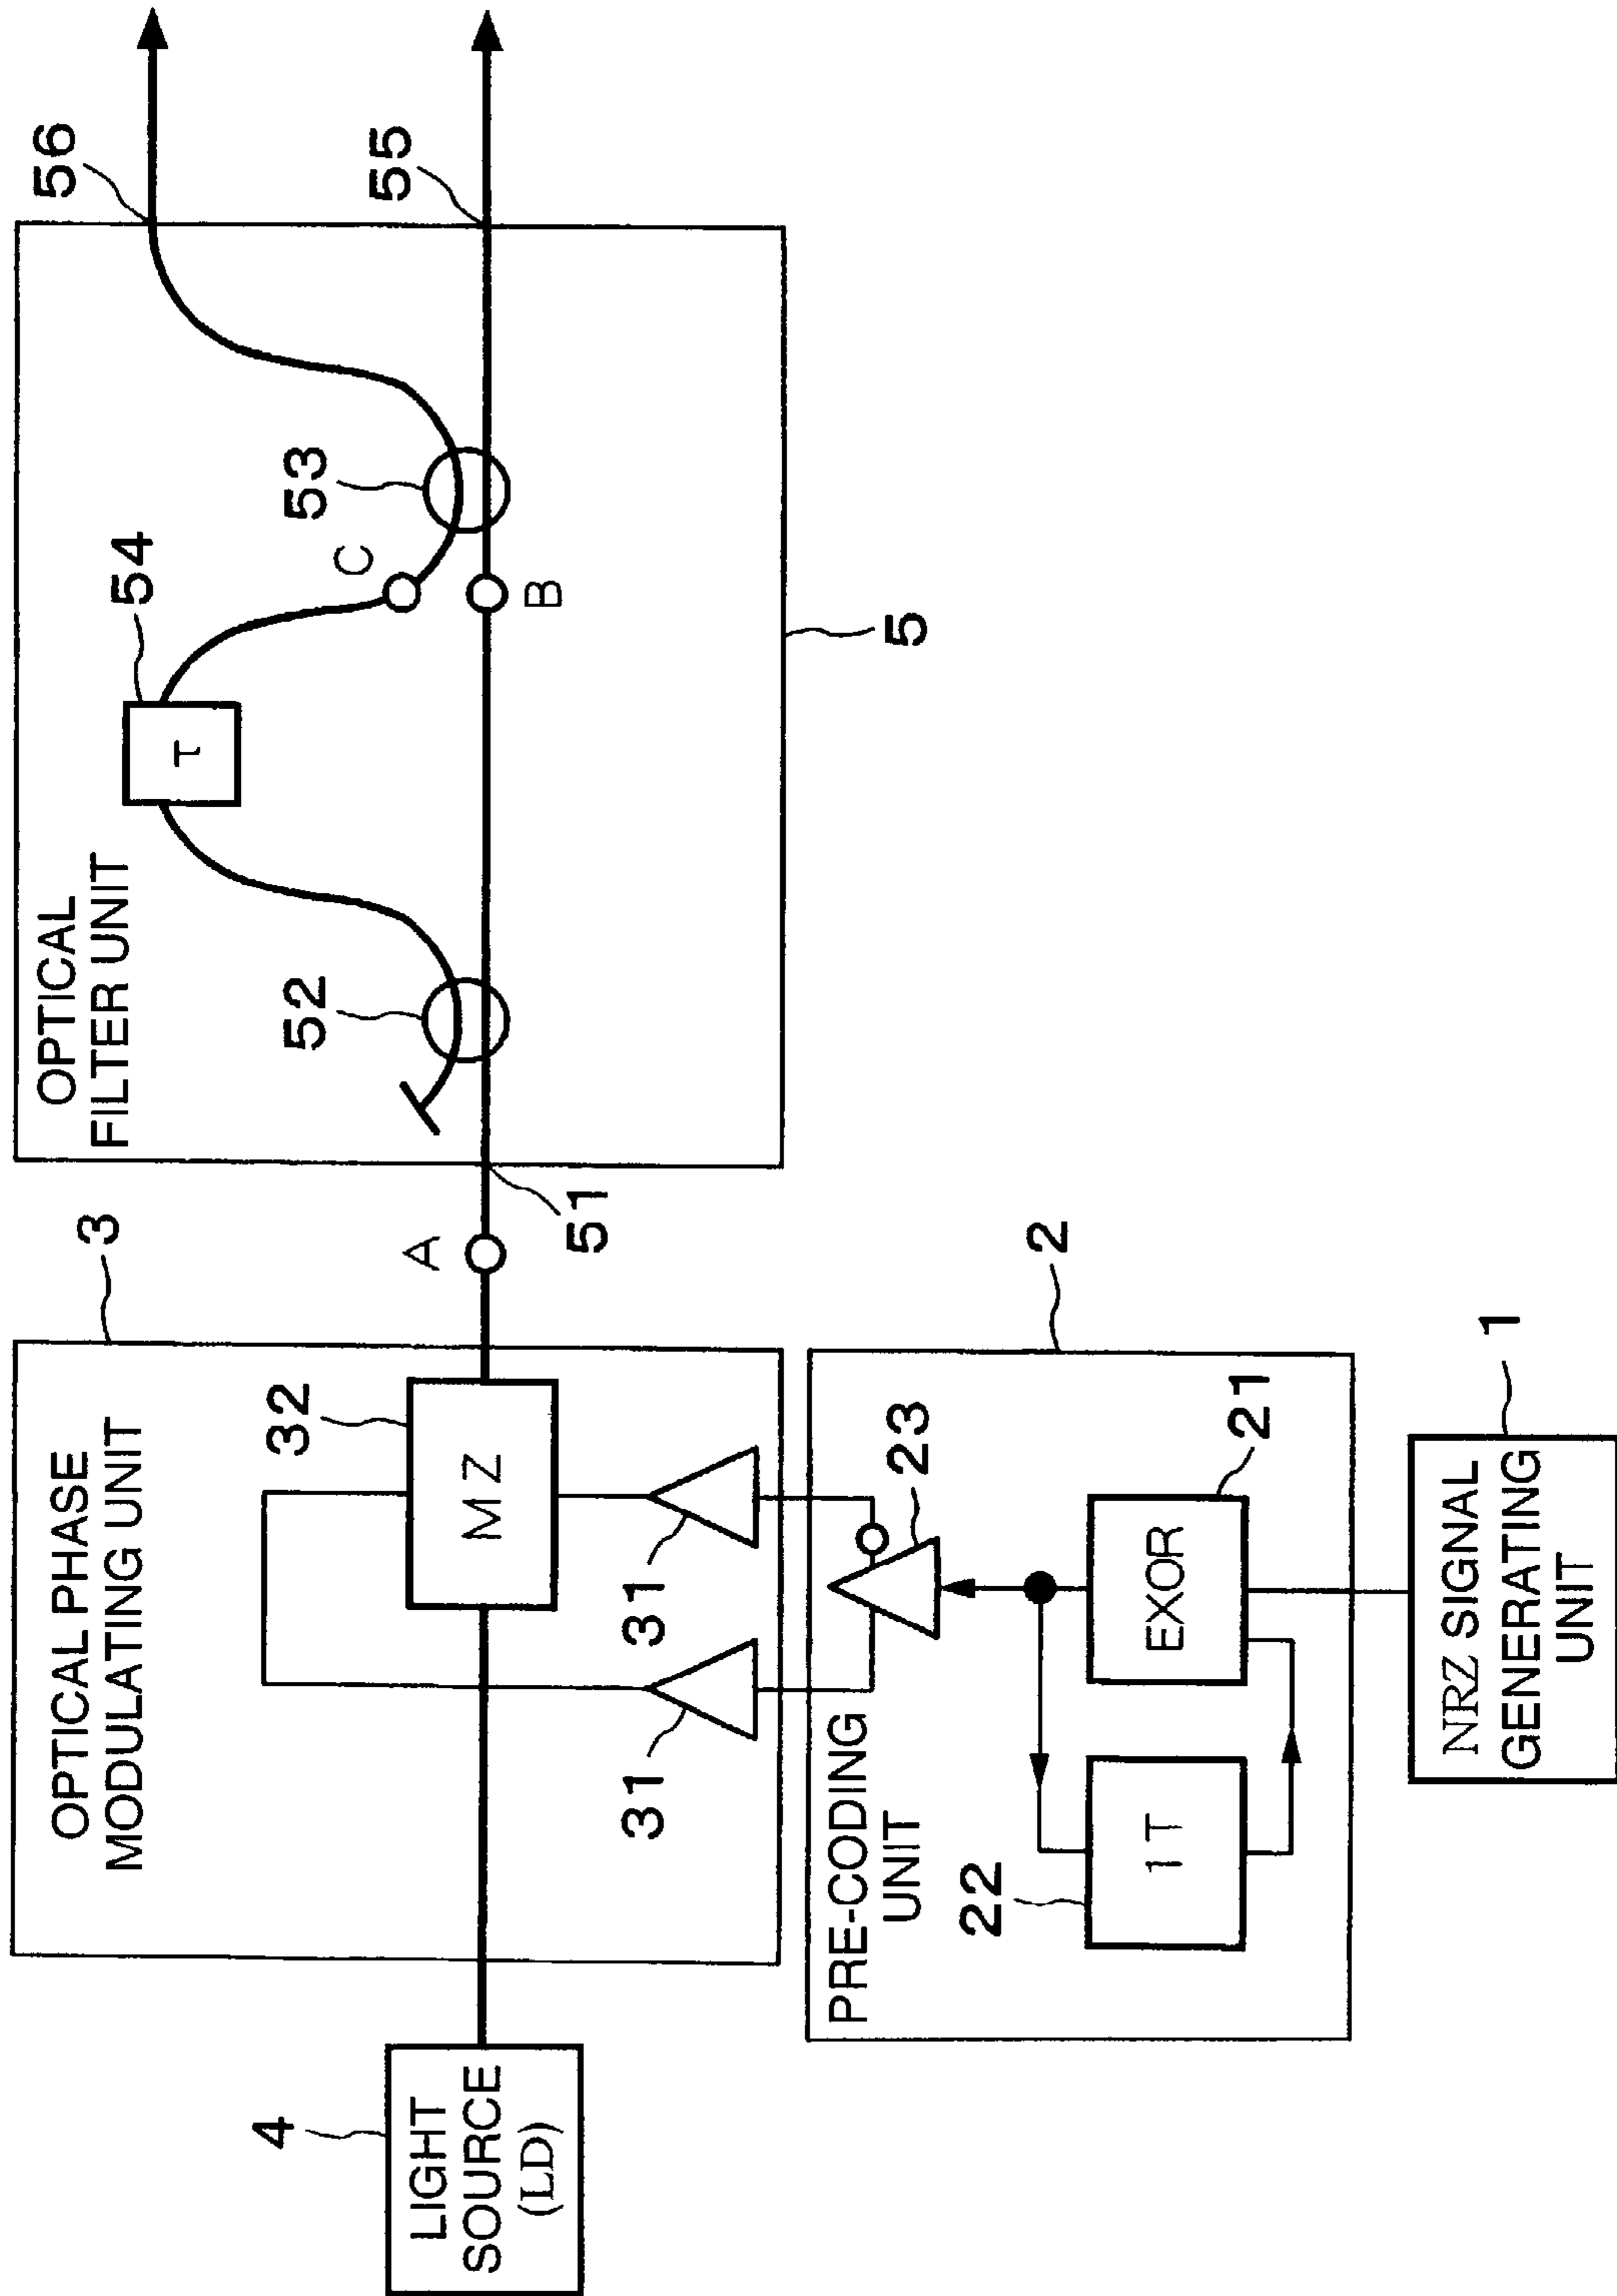 56
55
53
C
54
B
τ
5
OPTICAL
FILTER UNIT
52
51
A
3
2
1
OPTICAL PHASE
MODULATING UNIT
32
MZ
31
31
23
21
EXOR
NRZ SIGNAL
GENERATING
UNIT
PRE-CODING
UNIT
22
1T
4
LIGHT
SOURCE
(LD)